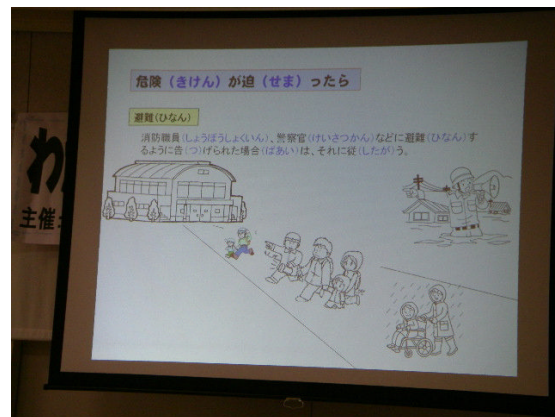 危険（きけん）が迫（せま）ったら
避難（ひなん）
消防職員（しょうぼうしょくいん）、警察官（けいさつかん）などに避難（ひなん）す
るように告（つ）げられた場合（ばあい）は、それに従（したが）う。
わ
主催